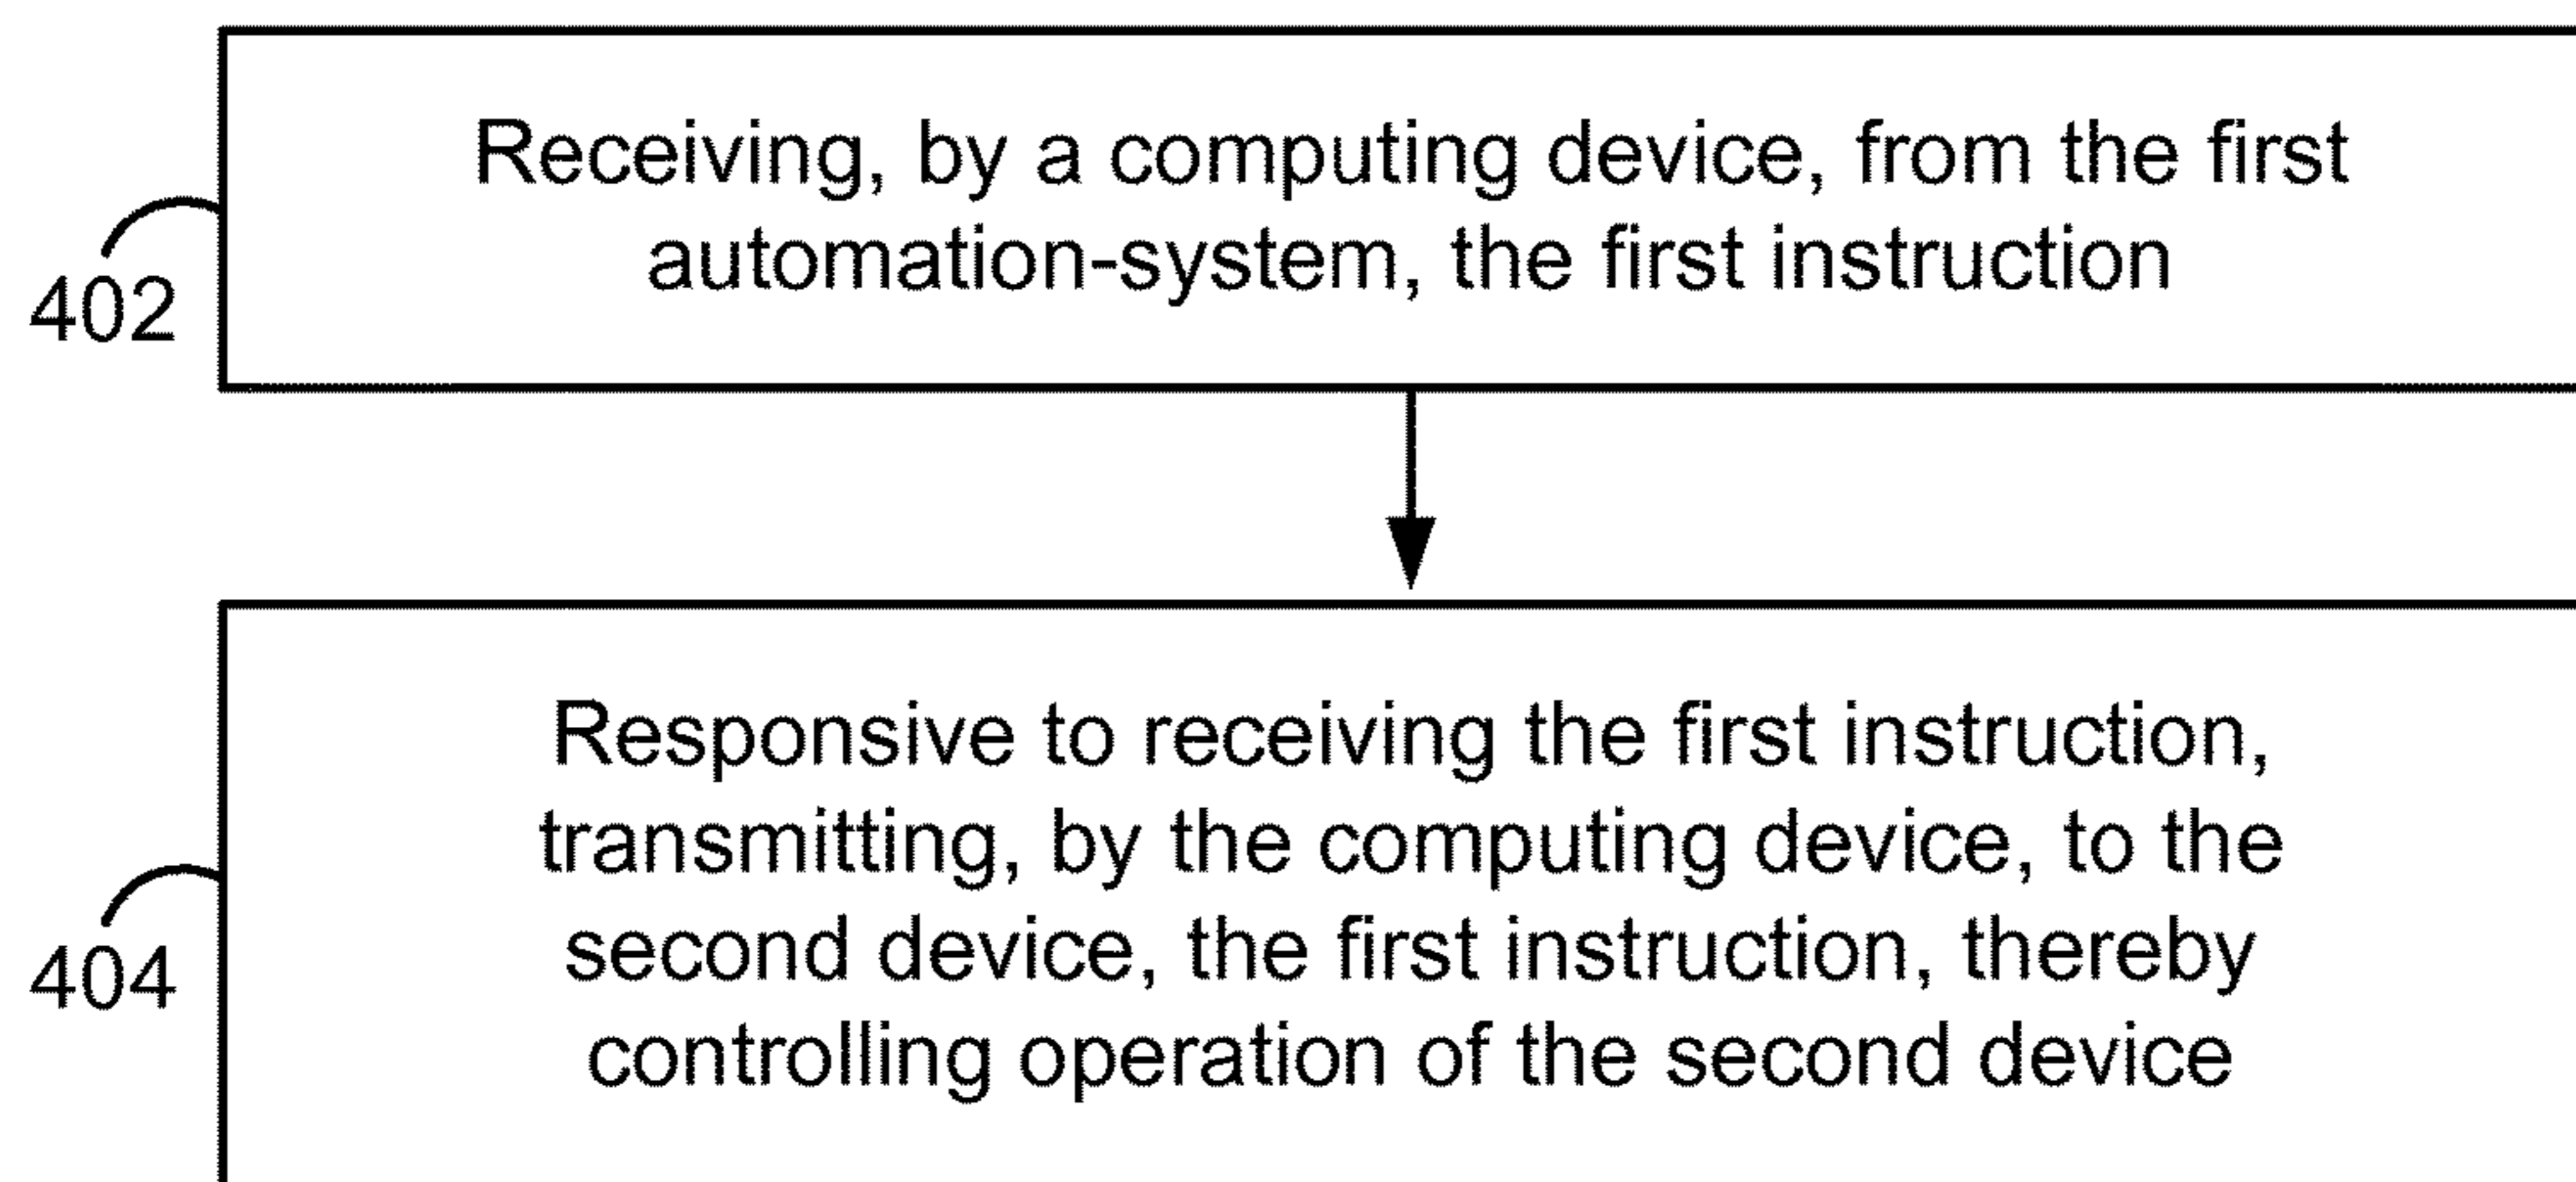 Receiving, by a computing device, from the first
automation-system, the first instruction
402
Responsive to receiving the first instruction,
transmitting, by the computing device, to the
second device, the first instruction, thereby
controlling operation of the second device
404